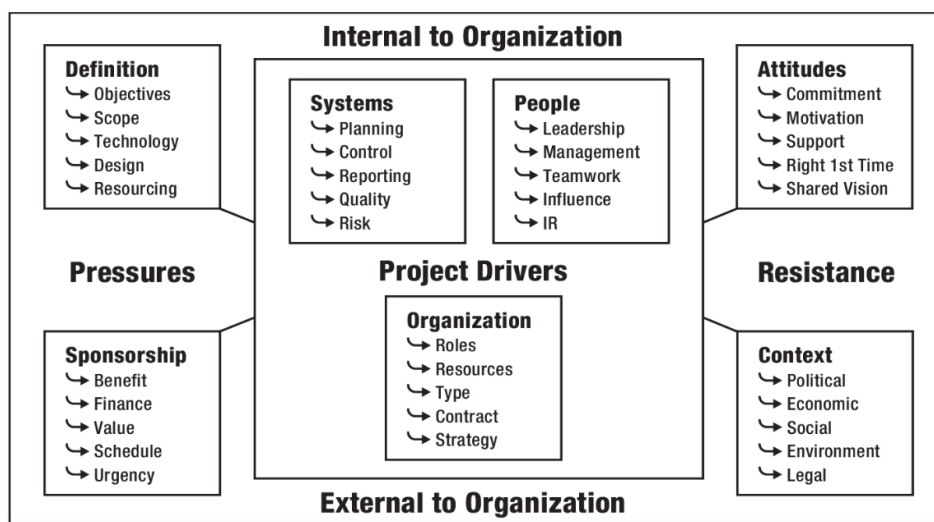 Internal to Organization
Definition
Objectives
Scope
Technology
Design
Resourcing
Systems
Planning
Control
Reporting
Quality
Risk
People
Leadership
Management
Teamwork
Influence
IR
Attitudes
Commitment
Motivation
Support
Right 1st Time
Shared Vision
Pressures
Project Drivers
Resistance
Sponsorship
Benefit
Finance
Value
Schedule
Urgency
Organization
Roles
Resources
Type
Contract
Strategy
Context
Political
Economic
Social
Environment
Legal
External to Organization